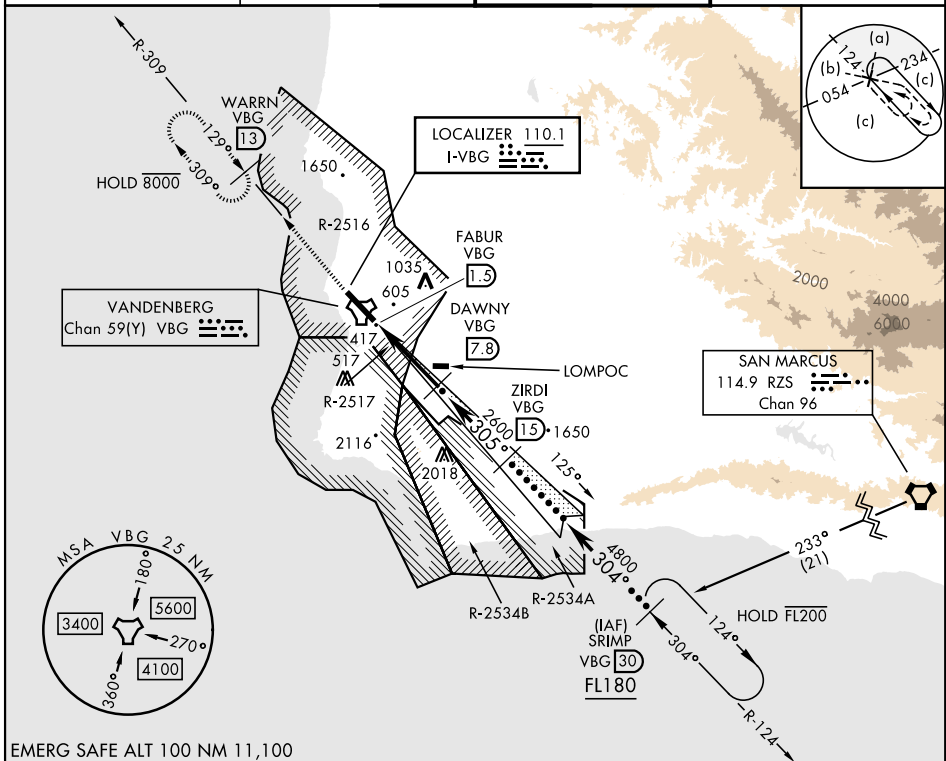 R-309
WARRN
VBG
13
129°
309°
HOLD 8000
1650
R-2516
LOCALIZER 110.1
I-VBG
(a)
124
234
(b)
(c)
054
(c)
FABUR
VBG
1.5
1035
605
DAWNY
VBG
7.8
VANDENBERG
Chan 59(Y) VBG
417
517
R-2517
LOMPOC
2000
4000
6000
SAN MARCUS
114.9 RZS
Chan 96
ZIRDI
VBG
15
1650
2600
305°
125°
2116
2018
233°
(21)
4800
304°
R-2534B
R-2534A
(IAF)
SRIMP
VBG 30
FL180
124°
304°
HOLD FL200
R-124
MSA VBG 25 NM
180°
3400
5600
270°
4100
360°
EMERG SAFE ALT 100 NM 11,100